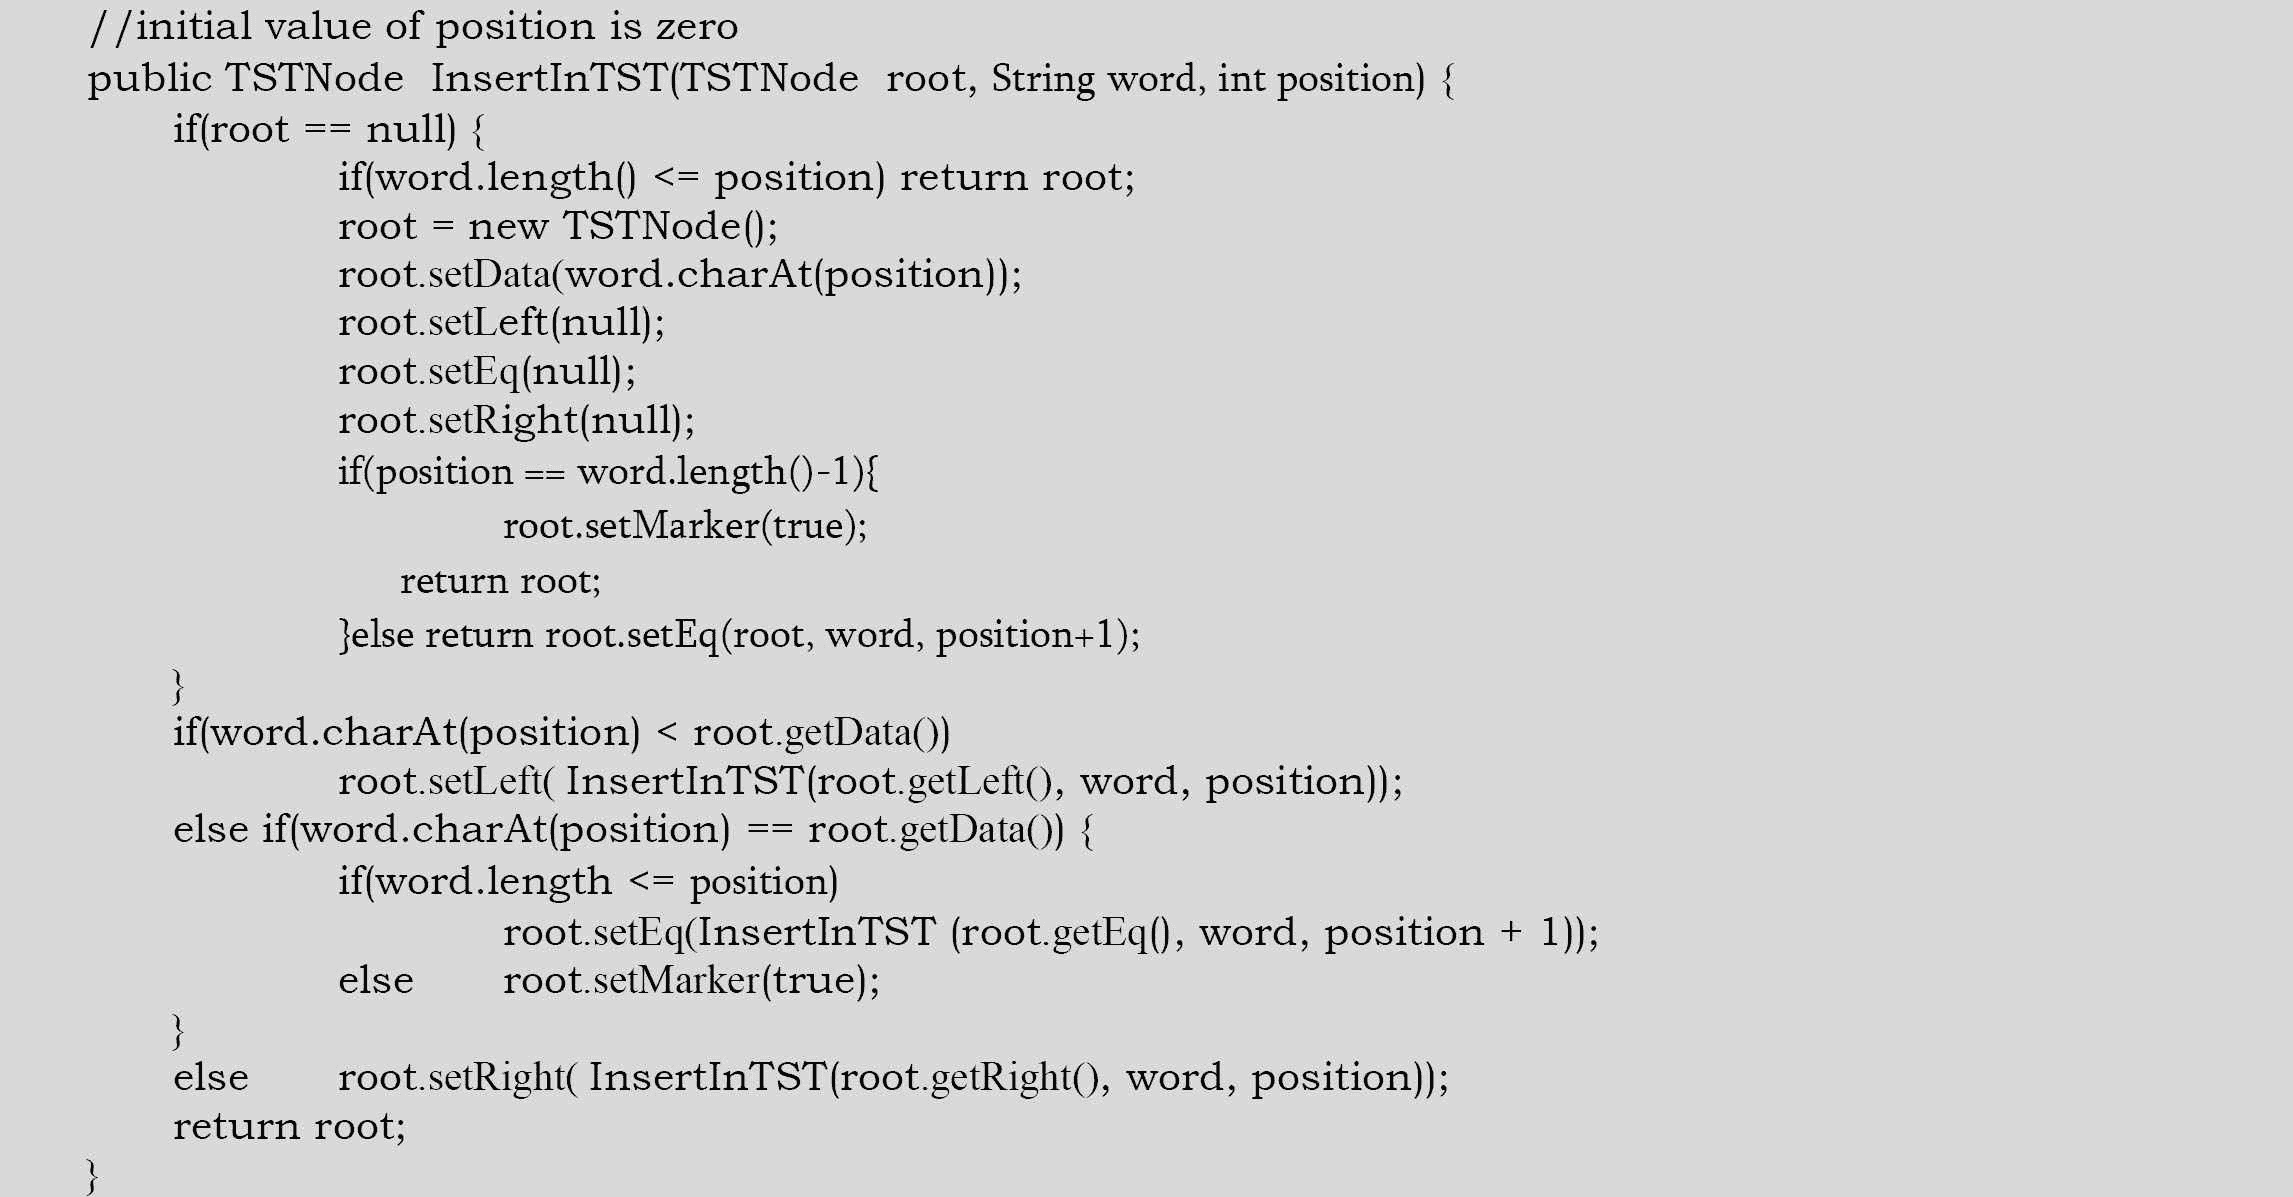 //initial value of position is zero
public TSTNode InsertInTST(TSTNode root, String word, int position) {
if(root == null) {
if(word.length() <= position) return root;
root = new TSTNode();
root.setData(word.charAt(position));
root.setLeft(null);
root.setEq(null);
root.setRight(null);
if(position == word.length()-1){
root.setMarker(true);
return root;
}else return root.setEq(root, word, position+1);
}
if(word.charAt(position) < root.getData())
root.setLeft( InsertInTST(root.getLeft(), word, position));
else if(word.charAt(position) == root.getData()) {
if(word.length <= position)
root.setEq(InsertInTST (root.getEq(), word, position + 1));
else root.setMarker(true);
}
else root.setRight( InsertInTST(root.getRight(), word, position));
return root;
}